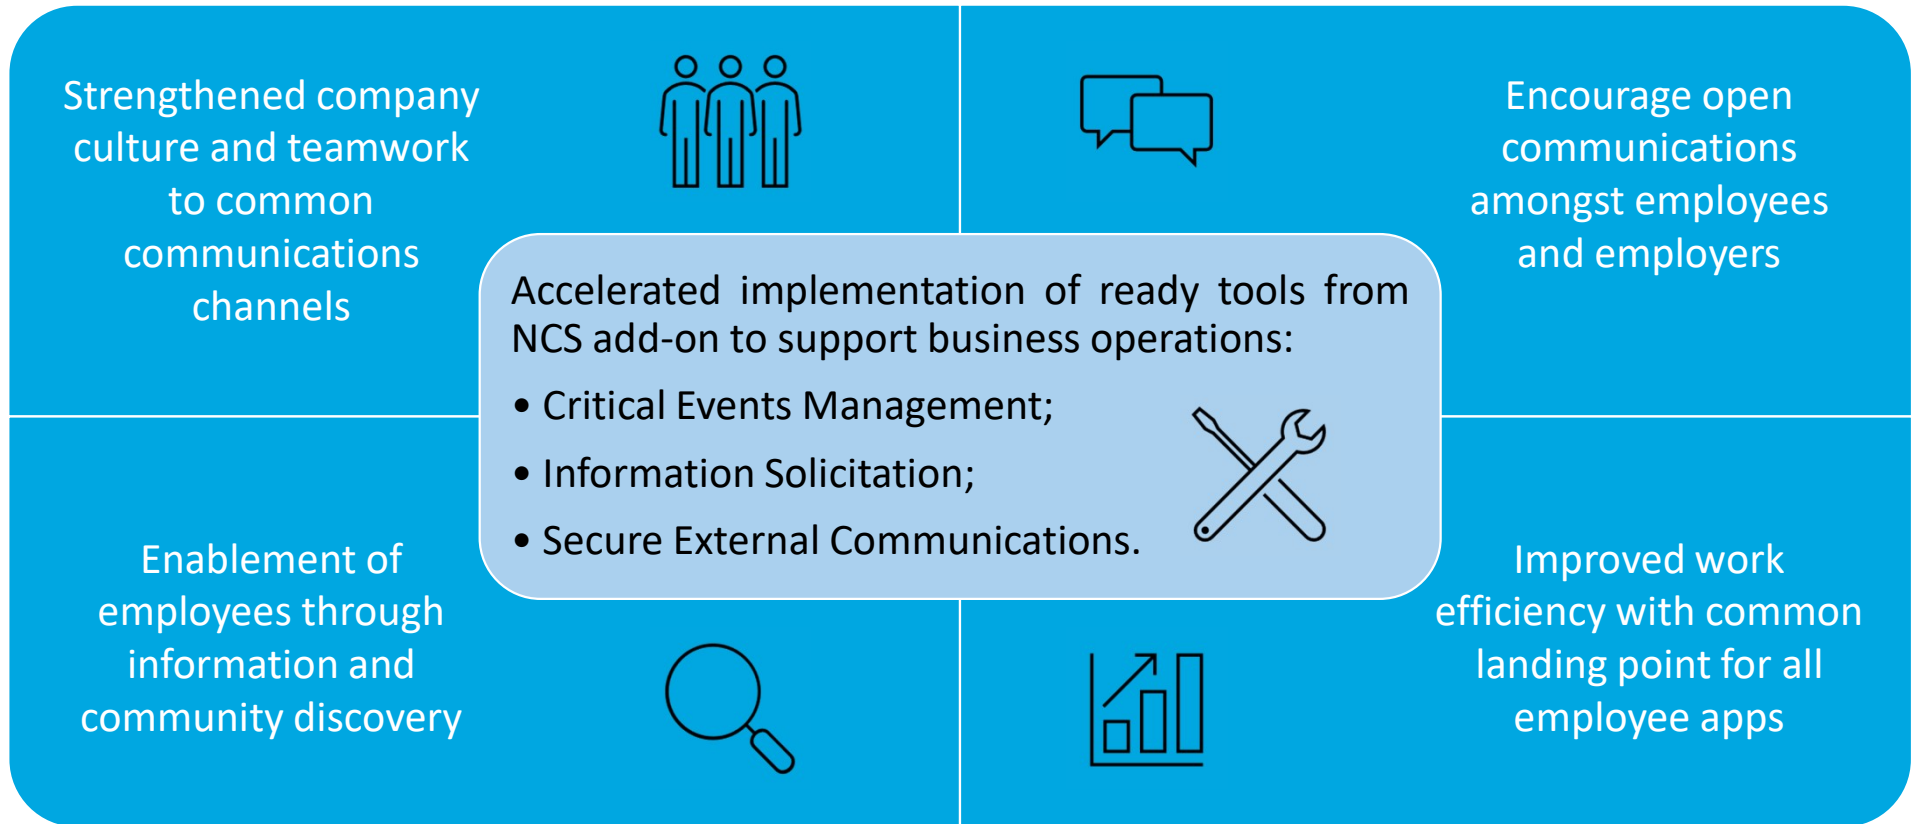 Strengthened company
culture and teamwork
to common
communications
channels
Encourage open
communications
amongst employees
and employers
Accelerated implementation of ready tools from
NCS add-on to support business operations:
• Critical Events Management;
• Information Solicitation;
• Secure External Communications.
Enablement of
employees through
information and
community discovery
Improved work
efficiency with common
landing point for all
employee apps